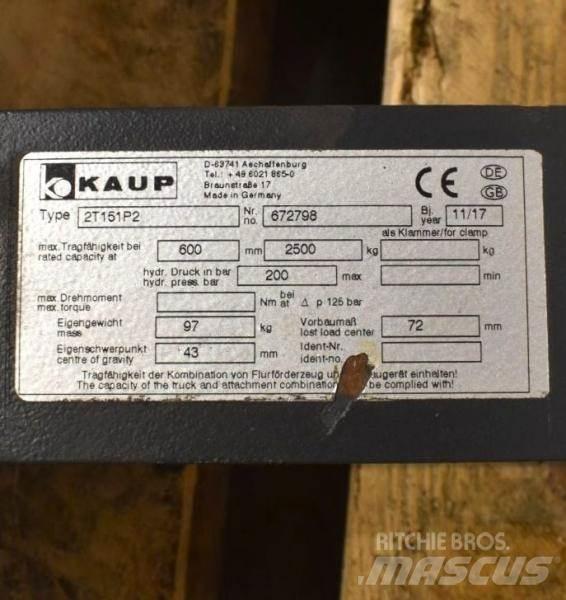 KAUP
D-63741 Aschaffenburg
Tel.: +49 6021 865-0
Braunstraße 17
Made in Germany
CE DE
GB
Type 2T151P2 Nr. no. 672798 Bj. year 11/17
als Klammer/for clamp
max. Tragfähigkeit bei
rated capacity at 600 mm 2500 kg kg
hydr. Druck in bar
hydr. press. bar 200 max min
max. Drehmoment
max. torque Nm bei at Δ p 125 bar
Eigengewicht
mass 97 kg Vorbaumaß
lost load center 72 mm
Eigenschwerpunkt
centre of gravity 43 mm Ident-Nr.
ident-no.
Tragfähigkeit der Kombination von Flurförderzeug einhalten!
The capacity of the truck and attachment be complied with!
RITCHIE BROS.
MASCUS